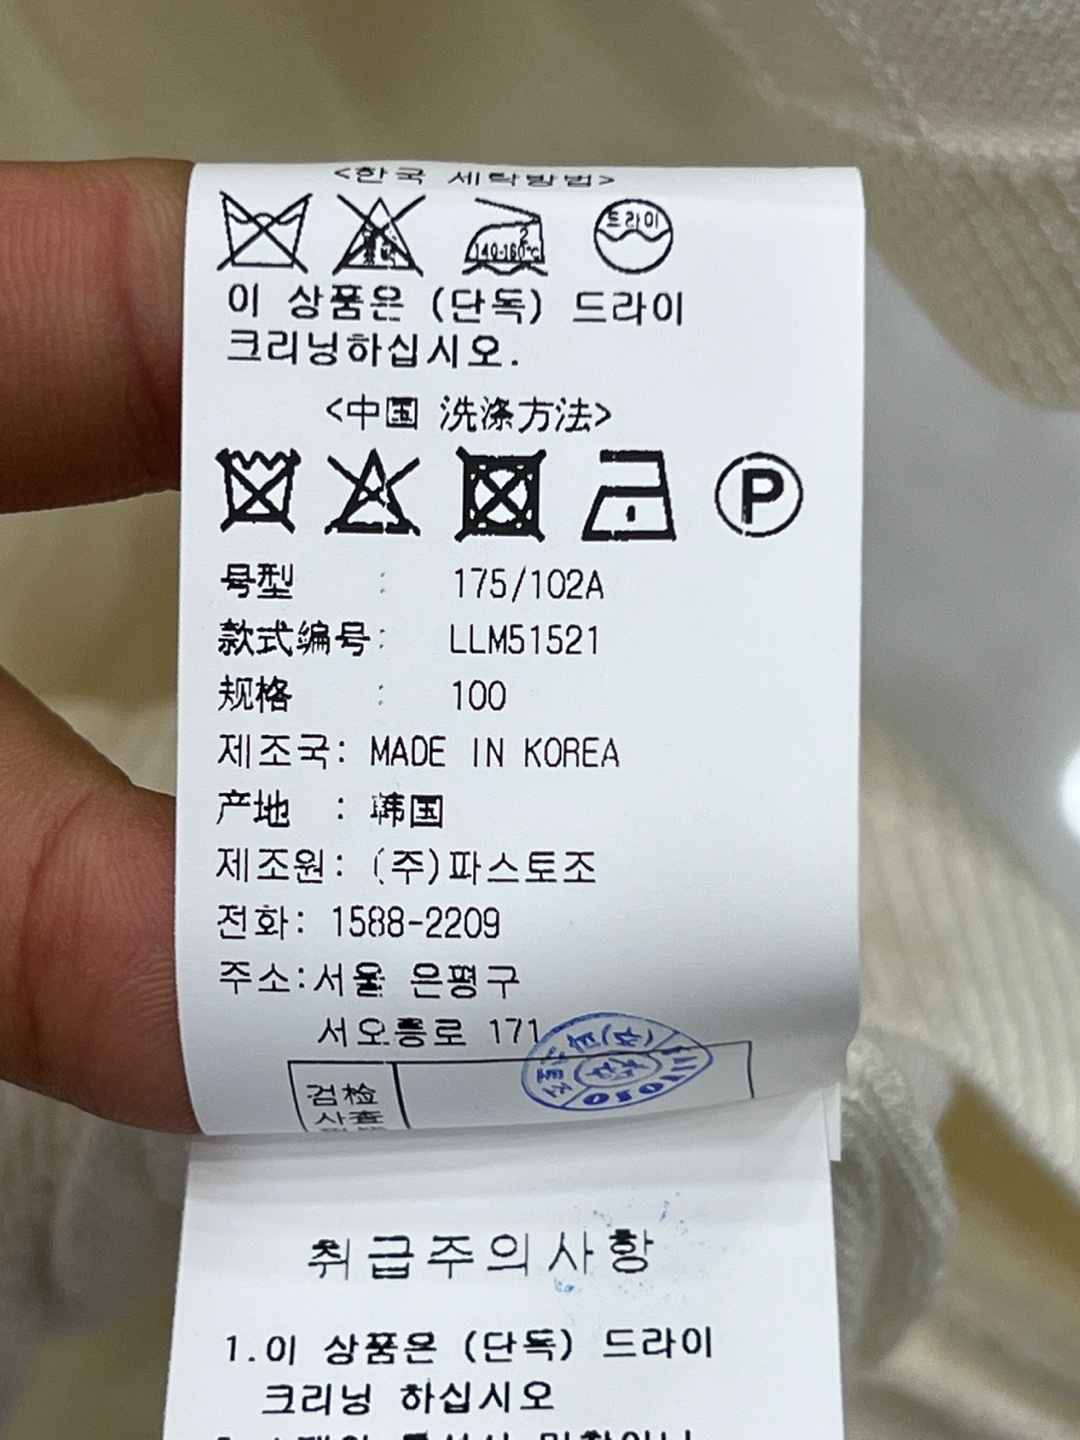 <한국 세탁방법>
2
140-160℃
드라이
이 상품은 (단독) 드라이
크리닝하십시오.
<中国 洗涤方法>
P
号型 : 175/102A
款式编号: LLM51521
规格 : 100
제조국: MADE IN KOREA
产地 : 韩国
제조원: (주)파스토조
전화: 1588-2209
주소:서울 은평구
서오릉로 171
검检
사查
취급주의사항
1.이 상품은 (단독) 드라이
크리닝 하십시오